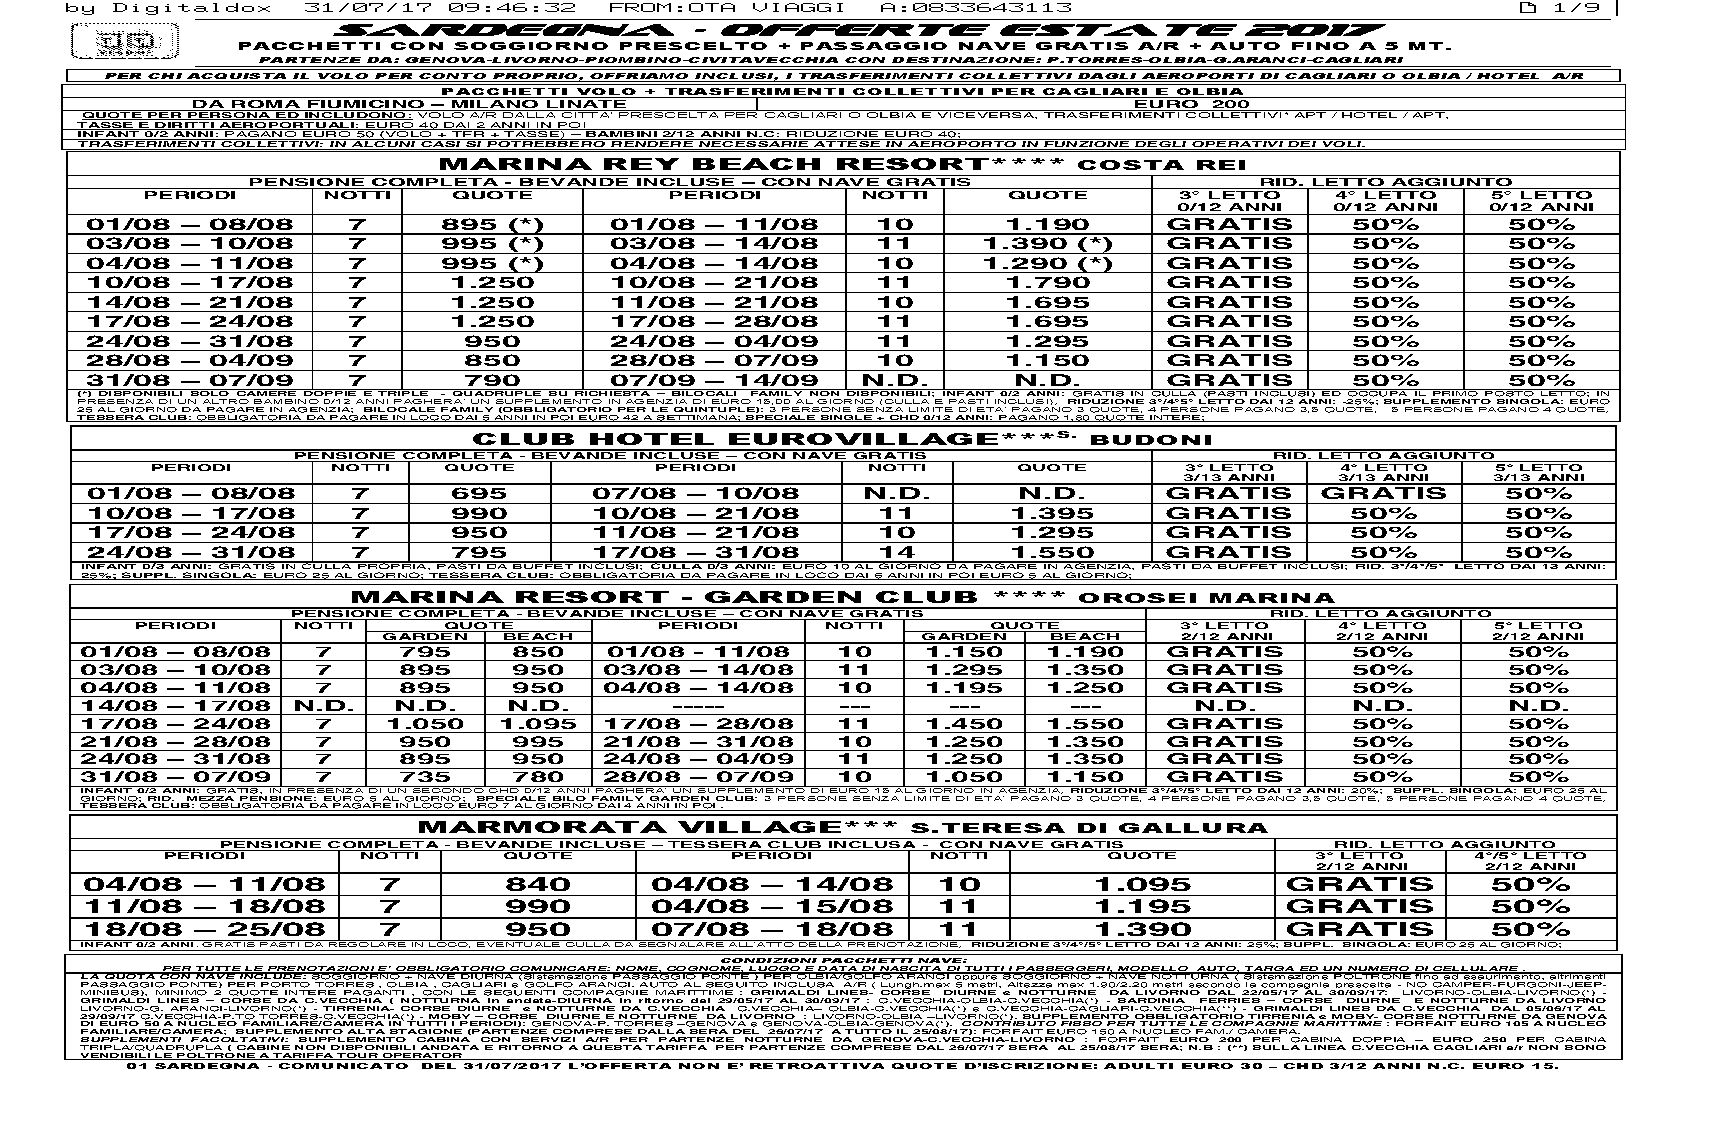 by Digitaldox 31/07/17 09:46:32 FROM:OTA VIAGGI A:0833643113 1/9
SARDEGNA - OFFERTE ESTATE 2017
PACCHETTI CON SOGGIORNO PRESCELTO + PASSAGGIO NAVE GRATIS A/R + AUTO FINO A 5 MT.
PARTENZE DA: GENOVA-LIVORNO-PIOMBINO-CIVITAVECCHIA CON DESTINAZIONE: P.TORRES-OLBIA-G.ARANCI-CAGLIARI
PER CHI ACQUISTA IL VOLO PER CONTO PROPRIO, OFFRIAMO INCLUSI, I TRASFERIMENTI COLLETTIVI DAGLI AEROPORTI DI CAGLIARI O OLBIA / HOTEL A/R
PACCHETTI VOLO + TRASFERIMENTI COLLETTIVI PER CAGLIARI E OLBIA
DA ROMA FIUMICINO – MILANO LINATE EURO 200
QUOTE PER PERSONA ED INCLUDONO: VOLO A/R DALLA CITTA' PRESCELTA PER CAGLIARI O OLBIA E VICEVERSA, TRASFERIMENTI COLLETTIVI* APT / HOTEL / APT.
TASSE E DIRITTI AEROPORTUALI: EURO 40 DAI 2 ANNI IN POI
INFANT 0/2 ANNI: PAGANO EURO 50 (VOLO + TFR + TASSE) – BAMBINI 2/12 ANNI N.C: RIDUZIONE EURO 40;
TRASFERIMENTI COLLETTIVI: IN ALCUNI CASI SI POTREBBERO RENDERE NECESSARIE ATTESE IN AEROPORTO IN FUNZIONE DEGLI OPERATIVI DEI VOLI.
MARINA REY BEACH RESORT**** COSTA REI
PENSIONE COMPLETA - BEVANDE INCLUSE – CON NAVE GRATIS RID. LETTO AGGIUNTO
PERIODI NOTTI QUOTE PERIODI NOTTI QUOTE 3° LETTO 4° LETTO 5° LETTO
0/12 ANNI 0/12 ANNI 0/12 ANNI
01/08 – 08/08 7 895 (*) 01/08 – 11/08 10 1.190 GRATIS 50% 50%
03/08 – 10/08 7 995 (*) 03/08 – 14/08 11 1.390 (*) GRATIS 50% 50%
04/08 – 11/08 7 995 (*) 04/08 – 14/08 10 1.290 (*) GRATIS 50% 50%
10/08 – 17/08 7 1.250 10/08 – 21/08 11 1.790 GRATIS 50% 50%
14/08 – 21/08 7 1.250 11/08 – 21/08 10 1.695 GRATIS 50% 50%
17/08 – 24/08 7 1.250 17/08 – 28/08 11 1.695 GRATIS 50% 50%
24/08 – 31/08 7 950 24/08 – 04/09 11 1.295 GRATIS 50% 50%
28/08 – 04/09 7 850 28/08 – 07/09 10 1.150 GRATIS 50% 50%
31/08 – 07/09 7 790 07/09 – 14/09 N.D. N.D. GRATIS 50% 50%
(*) DISPONIBILI SOLO CAMERE DOPPIE E TRIPLE - QUADRUPLE SU RICHIESTA – BILOCALI FAMILY NON DISPONIBILI; INFANT 0/2 ANNI: GRATIS IN CULLA (PASTI INCLUSI) ED OCCUPA IL PRIMO POSTO LETTO; IN
PRESENZA DI UN ALTRO BAMBINO 0/12 ANNI PAGHERA' UN SUPPLEMENTO IN AGENZIA DI EURO 18,00 AL GIORNO (CULLA E PASTI INCLUSI), RIDUZIONE 3°/4°5° LETTO DAI 12 ANNI: -25%; SUPPLEMENTO SINGOLA: EURO
25 AL GIORNO DA PAGARE IN AGENZIA; BILOCALE FAMILY (OBBLIGATORIO PER LE QUINTUPLE): 3 PERSONE SENZA LIMITE DI ETA' PAGANO 3 QUOTE, 4 PERSONE PAGANO 3,5 QUOTE, 5 PERSONE PAGANO 4 QUOTE,
TESSERA CLUB: OBBLIGATORIA DA PAGARE IN LOCO DAI 5 ANNI IN POI EURO 42 A SETTIMANA; SPECIALE SINGLE + CHD 0/12 ANNI: PAGANO 1,50 QUOTE INTERE;
CLUB HOTEL EUROVILLAGE***S. BUDONI
PENSIONE COMPLETA - BEVANDE INCLUSE – CON NAVE GRATIS RID. LETTO AGGIUNTO
PERIODI NOTTI QUOTE PERIODI NOTTI QUOTE 3° LETTO 4° LETTO 5° LETTO
3/13 ANNI 3/13 ANNI 3/13 ANNI
01/08 – 08/08 7 695 07/08 – 10/08 N.D. N.D. GRATIS GRATIS 50%
10/08 – 17/08 7 990 10/08 – 21/08 11 1.395 GRATIS 50% 50%
17/08 – 24/08 7 950 11/08 – 21/08 10 1.295 GRATIS 50% 50%
24/08 – 31/08 7 795 17/08 – 31/08 14 1.550 GRATIS 50% 50%
INFANT 0/3 ANNI: GRATIS IN CULLA PROPRIA, PASTI DA BUFFET INCLUSI; CULLA 0/3 ANNI: EURO 10 AL GIORNO DA PAGARE IN AGENZIA, PASTI DA BUFFET INCLUSI; RID. 3°/4°/5° LETTO DAI 13 ANNI:
25%; SUPPL. SINGOLA: EURO 25 AL GIORNO; TESSERA CLUB: OBBLIGATORIA DA PAGARE IN LOCO DAI 5 ANNI IN POI EURO 5 AL GIORNO;
MARINA RESORT - GARDEN CLUB **** OROSEI MARINA
PENSIONE COMPLETA - BEVANDE INCLUSE – CON NAVE GRATIS RID. LETTO AGGIUNTO
PERIODI NOTTI QUOTE PERIODI NOTTI QUOTE 3° LETTO 4° LETTO 5° LETTO
GARDEN BEACH GARDEN BEACH 2/12 ANNI 2/12 ANNI 2/12 ANNI
01/08 – 08/08 7 795 850 01/08 - 11/08 10 1.150 1.190 GRATIS 50% 50%
03/08 – 10/08 7 895 950 03/08 – 14/08 11 1.295 1.350 GRATIS 50% 50%
04/08 – 11/08 7 895 950 04/08 – 14/08 10 1.195 1.250 GRATIS 50% 50%
14/08 – 17/08 N.D. N.D. N.D. ----- --- --- --- N.D. N.D. N.D.
17/08 – 24/08 7 1.050 1.095 17/08 – 28/08 11 1.450 1.550 GRATIS 50% 50%
21/08 – 28/08 7 950 995 21/08 – 31/08 10 1.250 1.350 GRATIS 50% 50%
24/08 – 31/08 7 895 950 24/08 – 04/09 11 1.250 1.350 GRATIS 50% 50%
31/08 – 07/09 7 735 780 28/08 – 07/09 10 1.050 1.150 GRATIS 50% 50%
INFANT 0/2 ANNI: GRATIS, IN PRESENZA DI UN SECONDO CHD 0/12 ANNI PAGHERA' UN SUPPLEMENTO DI EURO 15 AL GIORNO IN AGENZIA, RIDUZIONE 3°/4°/5° LETTO DAI 12 ANNI: 20%; SUPPL. SINGOLA: EURO 25 AL
GIORNO; RID. MEZZA PENSIONE: EURO 5 AL GIORNO; SPECIALE BILO FAMILY GARDEN CLUB: 3 PERSONE SENZA LIMITE DI ETA' PAGANO 3 QUOTE, 4 PERSONE PAGANO 3,5 QUOTE, 5 PERSONE PAGANO 4 QUOTE,
TESSERA CLUB: OBBLIGATORIA DA PAGARE IN LOCO EURO 7 AL GIORNO DA14 ANNI IN POI .
MARMORATA VILLAGE*** S.TERESA DI GALLURA
PENSIONE COMPLETA - BEVANDE INCLUSE – TESSERA CLUB INCLUSA - CON NAVE GRATIS RID. LETTO AGGIUNTO
PERIODI NOTTI QUOTE PERIODI NOTTI QUOTE 3° LETTO 4°/5° LETTO
2/12 ANNI 2/12 ANNI
04/08 – 11/08 7 840 04/08 – 14/08 10 1.095 GRATIS 50%
11/08 – 18/08 7 990 04/08 – 15/08 11 1.195 GRATIS 50%
18/08 – 25/08 7 950 07/08 – 18/08 11 1.390 GRATIS 50%
INFANT 0/2 ANNI. GRATIS PASTI DA REGOLARE IN LOCO, EVENTUALE CULLA DA SEGNALARE ALL'ATTO DELLA PRENOTAZIONE, RIDUZIONE 3°/4°/5° LETTO DAI 12 ANNI: 25%; SUPPL. SINGOLA: EURO 25 AL GIORNO;
CONDIZIONI PACCHETTI NAVE:
PER TUTTE LE PRENOTAZIONI E' OBBLIGATORIO COMUNICARE: NOME, COGNOME, LUOGO E DATA DI NASCITA DI TUTTI I PASSEGGERI, MODELLO AUTO, TARGA ED UN NUMERO DI CELLULARE .
LA QUOTA CON NAVE INCLUDE: SOGGIORNO + NAVE DIURNA (Sistemazione PASSAGGIO PONTE ) PER OLBIA/GOLFO ARANCI oppure SOGGIORNO + NAVE NOTTURNA ( Sistemazione POLTRONE fino ad esaurimento, altrimenti
PASSAGGIO PONTE) PER PORTO TORRES , OLBIA , CAGLIARI e GOLFO ARANCI. AUTO AL SEGUITO INCLUSA A/R ( Lungh.max 5 metri, Altezza max 1.90/2.20 metri secondo le compagnie prescelte - NO CAMPER-FURGONI-JEEP-
MINIBUS), MINIMO 2 QUOTE INTERE PAGANTI , CON LE SEGUENTI COMPAGNIE MARITTIME : GRIMALDI LINES- CORSE DIURNE e NOTTURNE DA LIVORNO DAL 22/05/17 AL 30/09/17: LIVORNO-OLBIA-LIVORNO(*) -
GRIMALDI LINES – CORSE DA C.VECCHIA ( NOTTURNA in andata-DIURNA in ritorno dal 29/05/17 AL 30/09/17 : C.VECCHIA-OLBIA-C.VECCHIA(*) - SARDINIA FERRIES – CORSE DIURNE E NOTTURNE DA LIVORNO
LIVORNO-G. ARANCI-LIVORNO(*) - TIRRENIA- CORSE DIURNE e NOTTURNE DA C.VECCHIA C.VECCHIA– OLBIA-C.VECCHIA(*) e C.VECCHIA-CAGLIARI-C.VECCHIA(**) - GRIMALDI LINES DA C.VECCHIA DAL 05/06/17 AL
29/09/17 C.VECCHIA-P.TORRES-C.VECCHIA(*) - MOBY – CORSE DIURNE E NOTTURNE DA LIVORNO : LIVORNO-OLBIA –LIVORNO(*). SUPPLEMENTO OBBLIGATORIO TIRRENIA e MOBY- CORSE NOTTURNE DA GENOVA
DI EURO 50 A NUCLEO FAMILIARE/CAMERA IN TUTTI I PERIODI): GENOVA-P. TORRES –GENOVA e GENOVA-OLBIA-GENOVA(*). CONTRIBUTO FISSO PER TUTTE LE COMPAGNIE MARITTIME : FORFAIT EURO 105 A NUCLEO
FAMILIARE/CAMERA; SUPPLEMENTO ALTA STAGIONE (PARTENZE COMPRESE DALLA SERA DEL 26/07/17 A TUTTO IL 25/08/17): FORFAIT EURO 150 A NUCLEO FAM./ CAMERA.
SUPPLEMENTI FACOLTATIVI: SUPPLEMENTO CABINA CON SERVIZI A/R PER PARTENZE NOTTURNE DA GENOVA-C.VECCHIA-LIVORNO : FORFAIT EURO 200 PER CABINA DOPPIA – EURO 250 PER CABINA
TRIPLA/QUADRUPLA ( CABINE NON DISPONIBILI ANDATA E RITORNO A QUESTA TARIFFA PER PARTENZE COMPRESE DAL 26/07/17 SERA AL 25/08/17 SERA; N.B : (**) SULLA LINEA C.VECCHIA CAGLIARI a/r NON SONO
VENDIBILI LE POLTRONE A TARIFFA TOUR OPERATOR
01 SARDEGNA - COMUNICATO DEL 31/07/2017 L'OFFERTA NON E' RETROATTIVA QUOTE D'ISCRIZIONE: ADULTI EURO 30 – CHD 3/12 ANNI N.C. EURO 15.